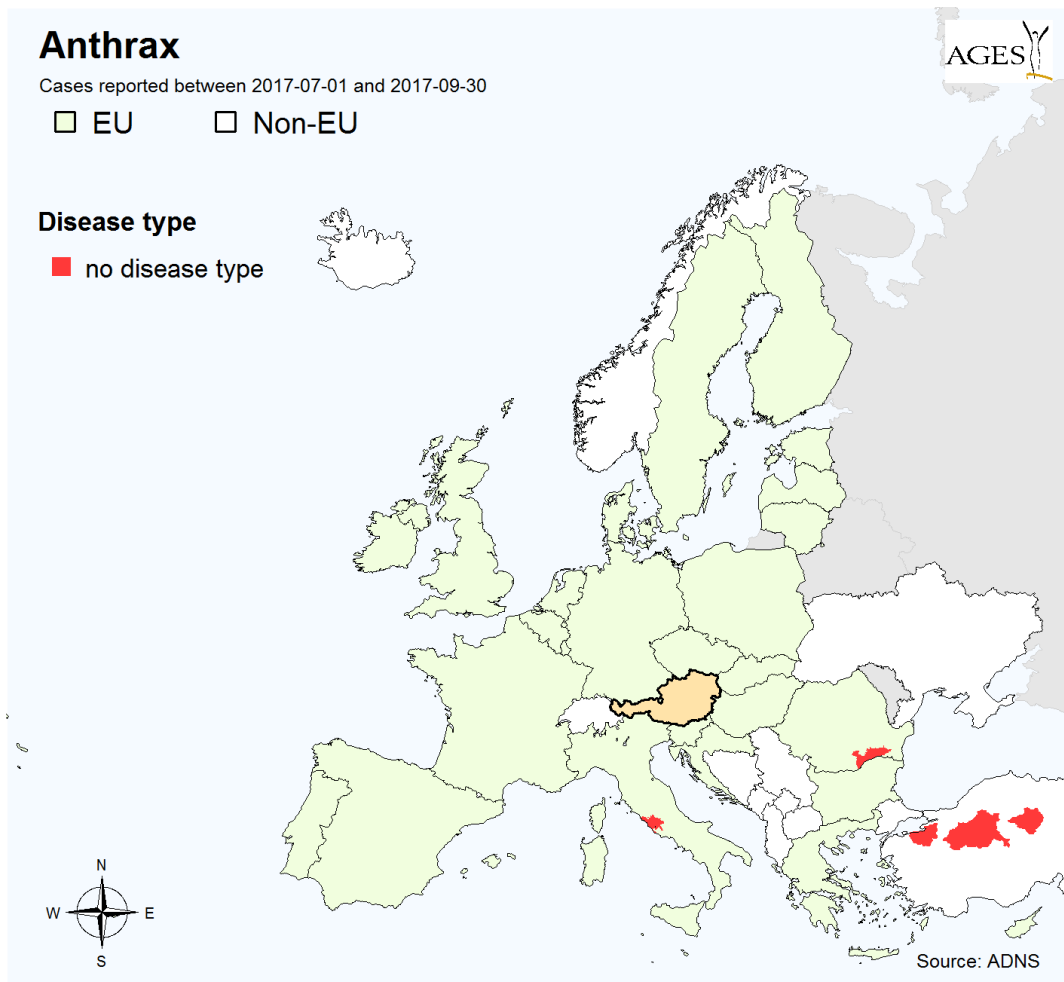 Anthrax
AGES
Cases reported between 2017-07-01 and 2017-09-30
EU Non-EU
Disease type
no disease type
N
W E
S
Source: ADNS